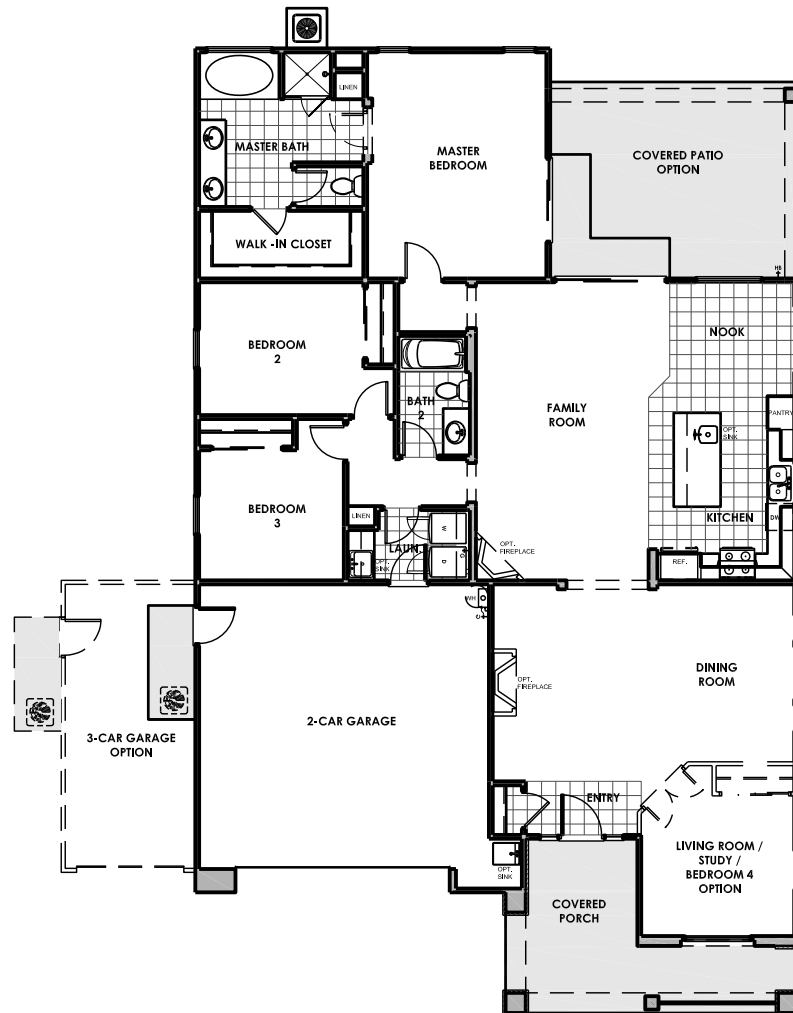 LINEN
MASTER BATH
MASTER
BEDROOM
COVERED PATIO
OPTION
WALK -IN CLOSET
HB
NOOK
BEDROOM
2
BATH
2
FAMILY
ROOM
PANTRY
OPT.
SINK
BEDROOM
3
LINEN
W
KITCHEN
DW
LAUN.
OPT.
SINK
D
OPT.
FIREPLACE
REF.
WH
OPT.
FIREPLACE
DINING
ROOM
2-CAR GARAGE
3-CAR GARAGE
OPTION
ENTRY
LIVING ROOM /
STUDY /
BEDROOM 4
OPTION
OPT.
SINK
COVERED
PORCH